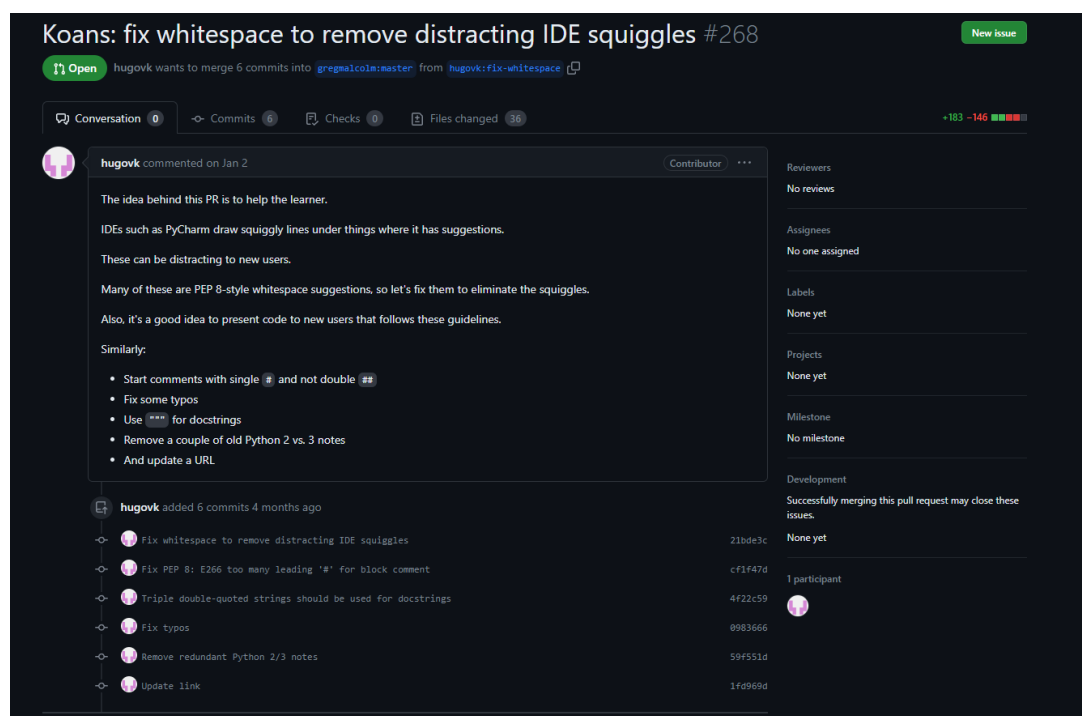 Koans: fix whitespace to remove distracting IDE squiggles #268
New issue
Open hugovk wants to merge 6 commits into gregmalcolm:master from hugovk:fix-whitespace
Conversation 0 Commits 6 Checks 0 Files changed 36
+183 −146
hugovk commented on Jan 2
Contributor ...
The idea behind this PR is to help the learner.
IDEs such as PyCharm draw squiggly lines under things where it has suggestions.
These can be distracting to new users.
Many of these are PEP 8-style whitespace suggestions, so let's fix them to eliminate the squiggles.
Also, it's a good idea to present code to new users that follows these guidelines.
Similarly:
• Start comments with single # and not double ##
• Fix some typos
• Use """ for docstrings
• Remove a couple of old Python 2 vs. 3 notes
• And update a URL
hugovk added 6 commits 4 months ago
Fix whitespace to remove distracting IDE squiggles 21bde3c
Fix PEP 8: E266 too many leading '#' for block comment cf1f47d
Triple double-quoted strings should be used for docstrings 4f22c59
Fix typos 0983666
Remove redundant Python 2/3 notes 59f551d
Update link 1fd969d
Reviewers
No reviews
Assignees
No one assigned
Labels
None yet
Projects
None yet
Milestone
No milestone
Development
Successfully merging this pull request may close these
issues.
None yet
1 participant